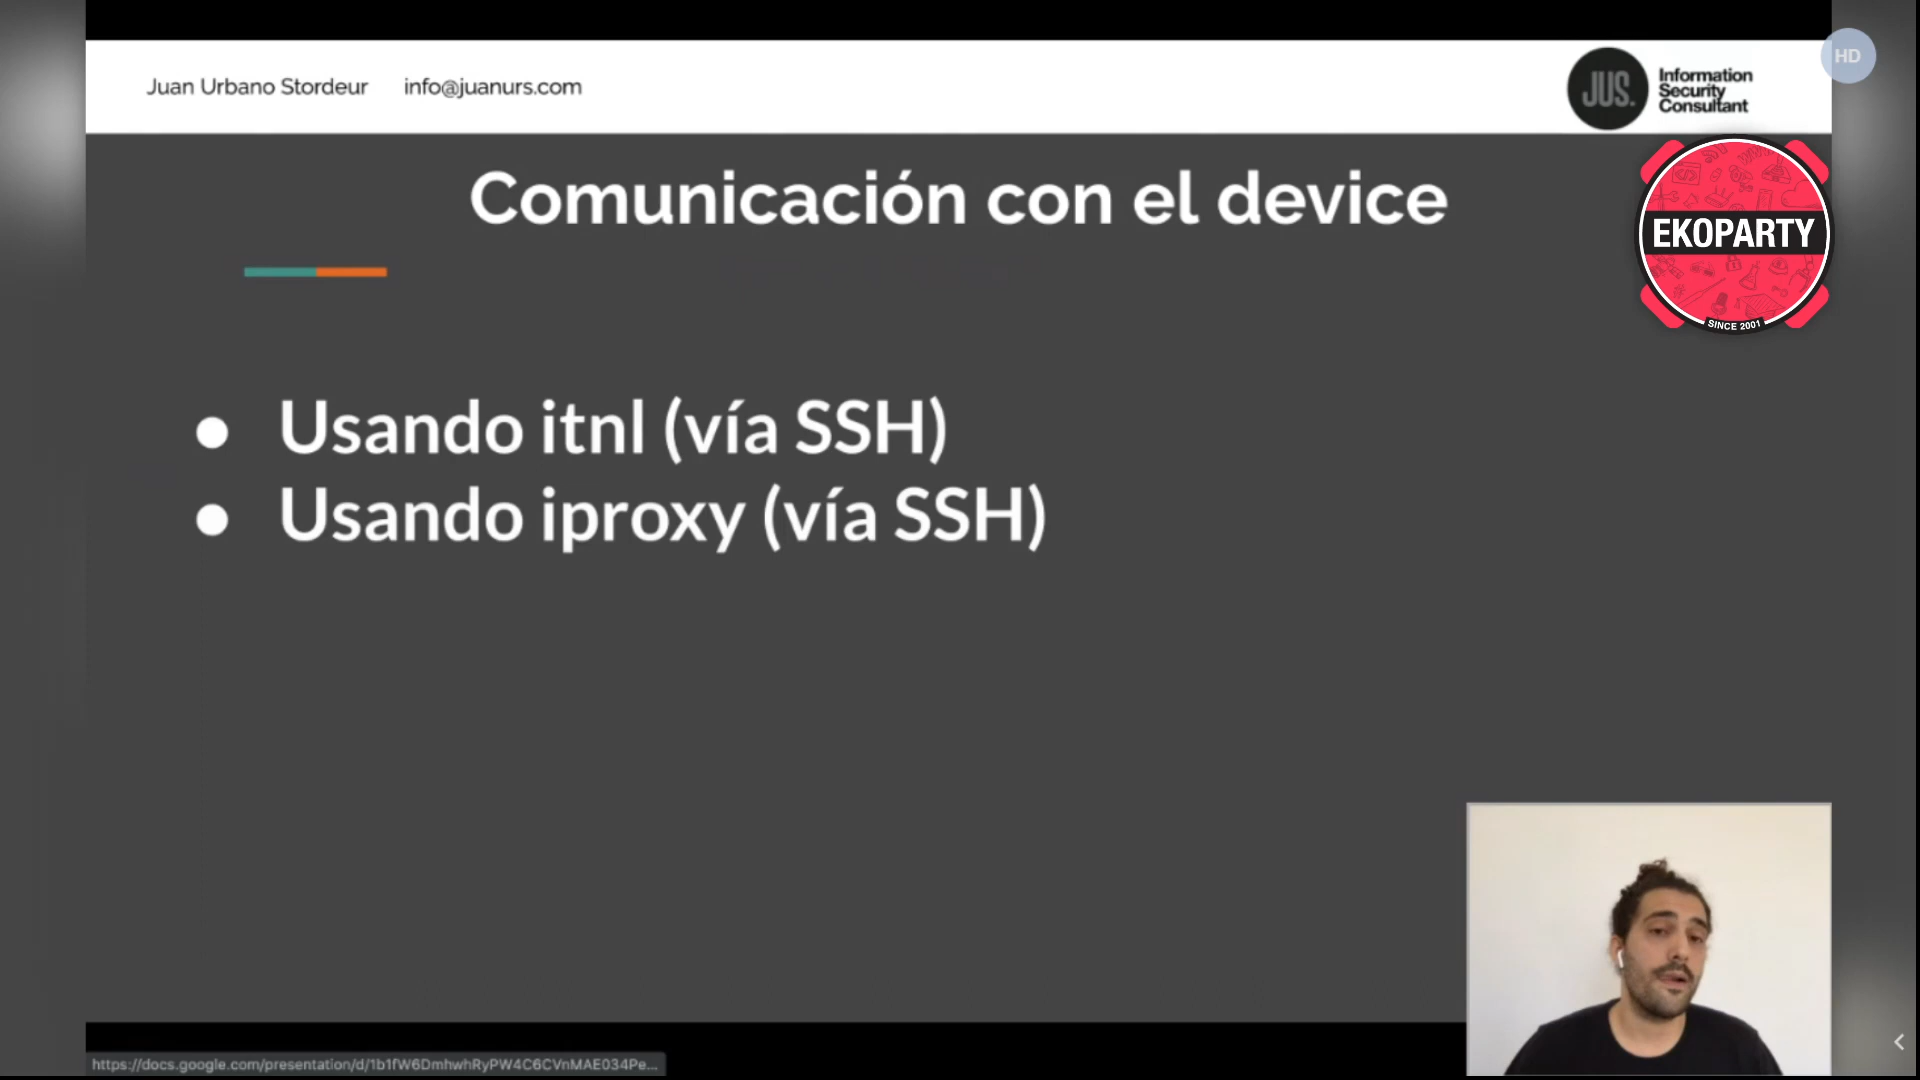 Juan Urbano Stordeur info@juanurs.com
JUS. Information
Security
Consultant
HD
Comunicación con el device
EKOPARTY
SINCE 2001
● Usando itnl (vía SSH)
● Usando iproxy (vía SSH)
https://docs.google.com/presentation/d/1b1fW6DmhwhRyPW4C6CVnMAE034Pe...